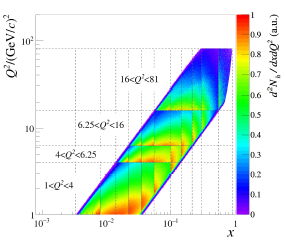 Q²/(GeV/c)²
10²
10
1
16<Q²<81
6.25<Q²<16
4<Q²<6.25
1<Q²<4
10⁻³
10⁻²
10⁻¹
1
x
1
0.9
0.8
0.7
0.6
0.5
0.4
0.3
0.2
0.1
0
d²Nₕ / dxdQ² (a.u.)